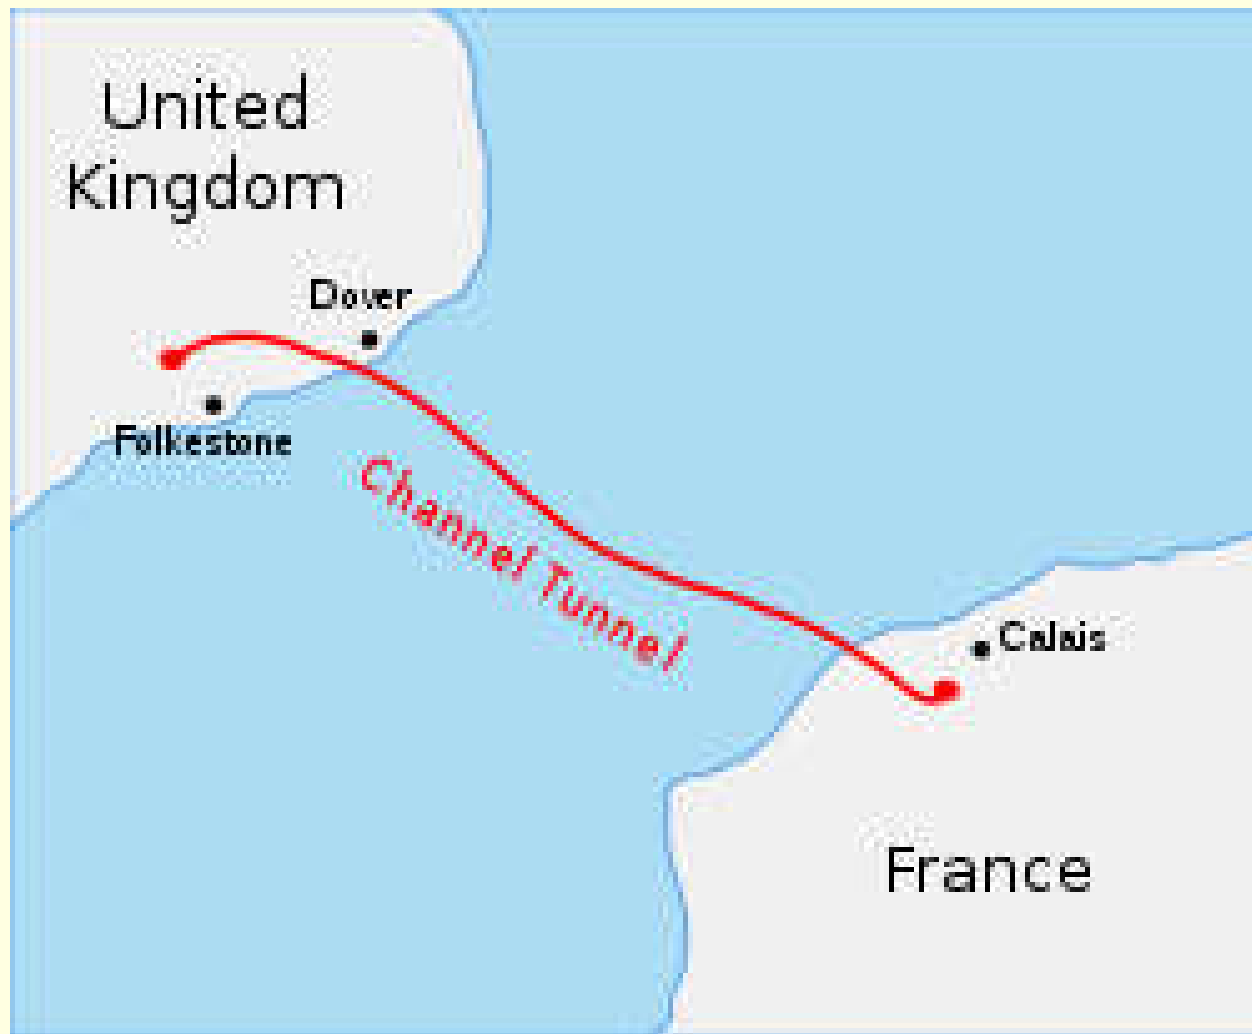 United
Kingdom
Dover
Folkestone
Channel Tunnel
Calais
France